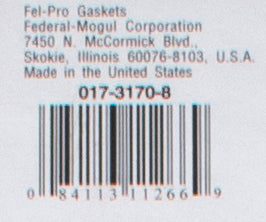 Fel-Pro Gaskets
Federal-Mogul Corporation
7450 N. McCormick Blvd.,
Skokie, Illinois 60076-8103, U.S.A.
Made in the United States
017-3170-8
0 84113 11266 9